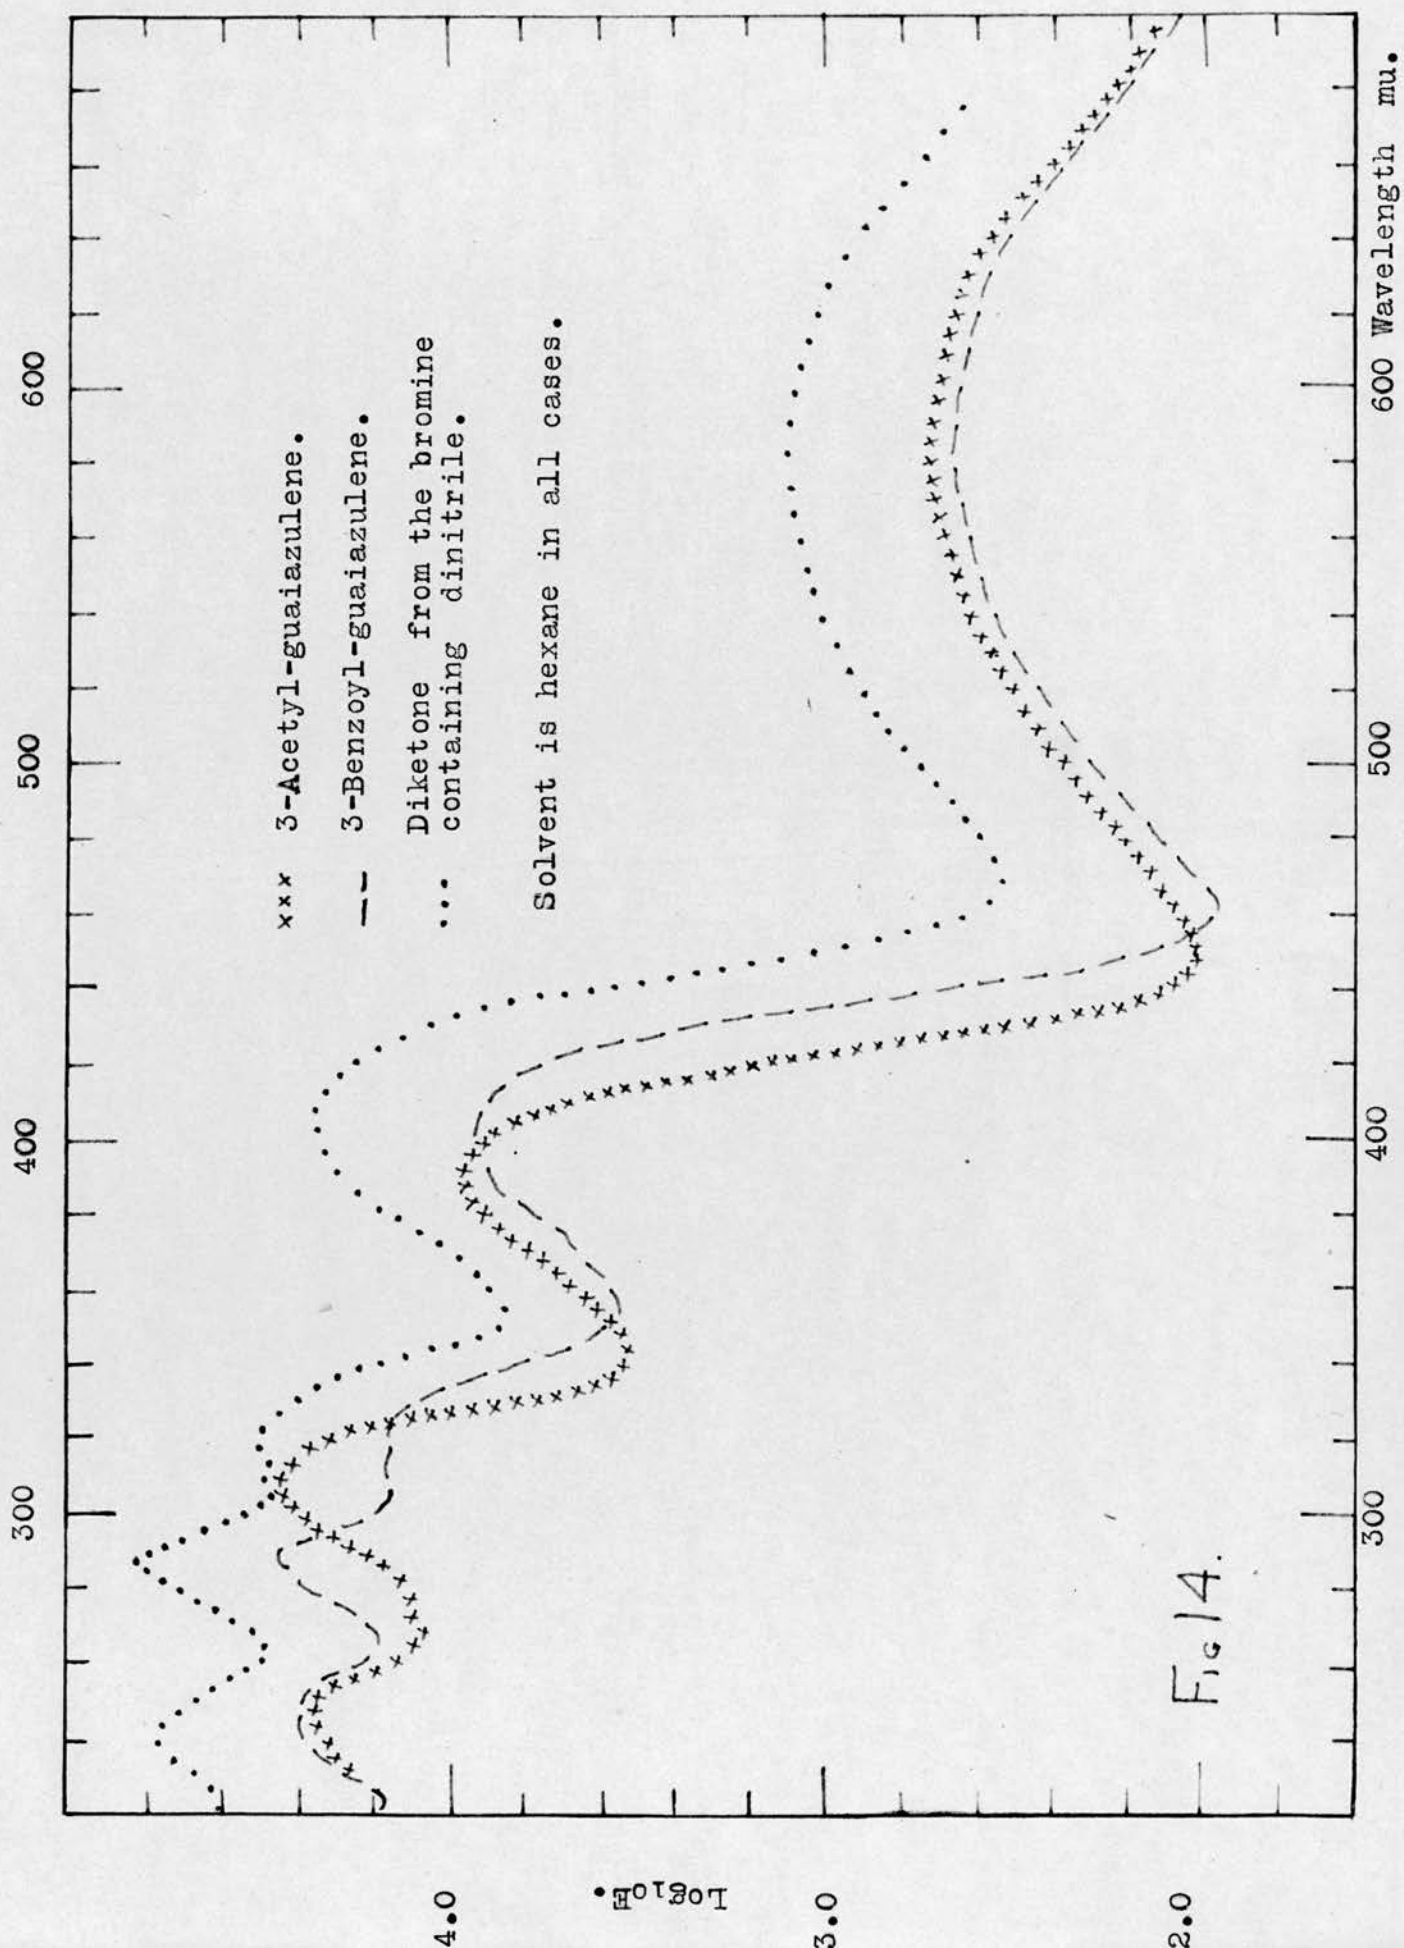 300 400 500 600
xxx 3-Acetyl-guaiazulene.
-- 3-Benzoyl-guaiazulene.
Diketone from the bromine
... containing dinitrile.
Solvent is hexane in all cases.
4.0
Log₁₀E.
3.0
2.0
FIG 14.
300 400 500 600 Wavelength mu.